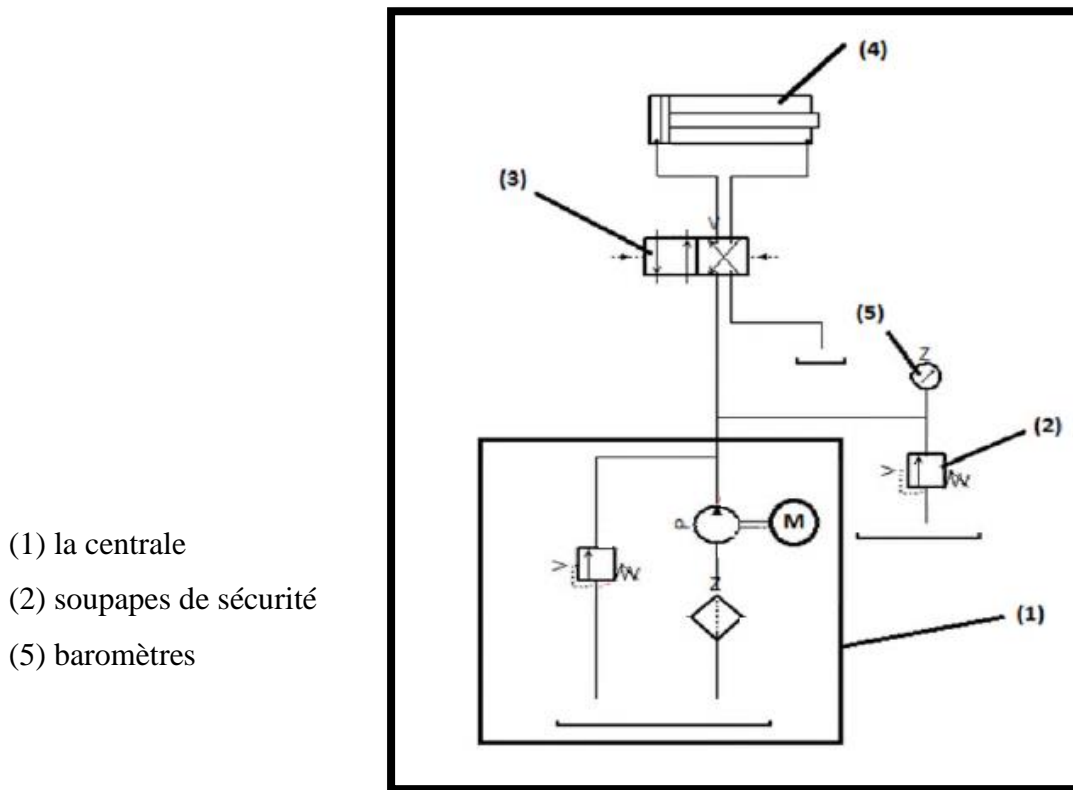 (4)
(3)
V
(5)
Z
(2)
V
P
M
V
Z
(1)
(1) la centrale
(2) soupapes de sécurité
(5) baromètres